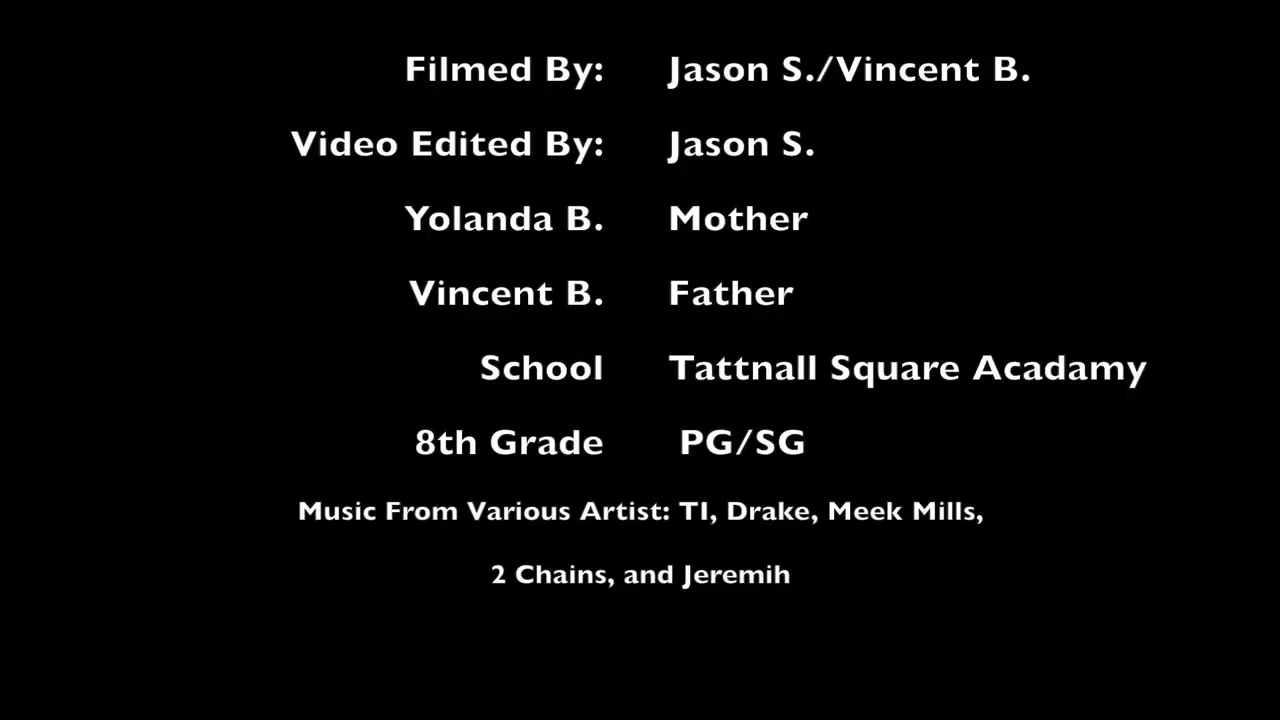 Filmed By: Jason S./Vincent B.
Video Edited By: Jason S.
Yolanda B. Mother
Vincent B. Father
School Tattnall Square Acadamy
8th Grade PG/SG
Music From Various Artist: TI, Drake, Meek Mills,
2 Chains, and Jeremih